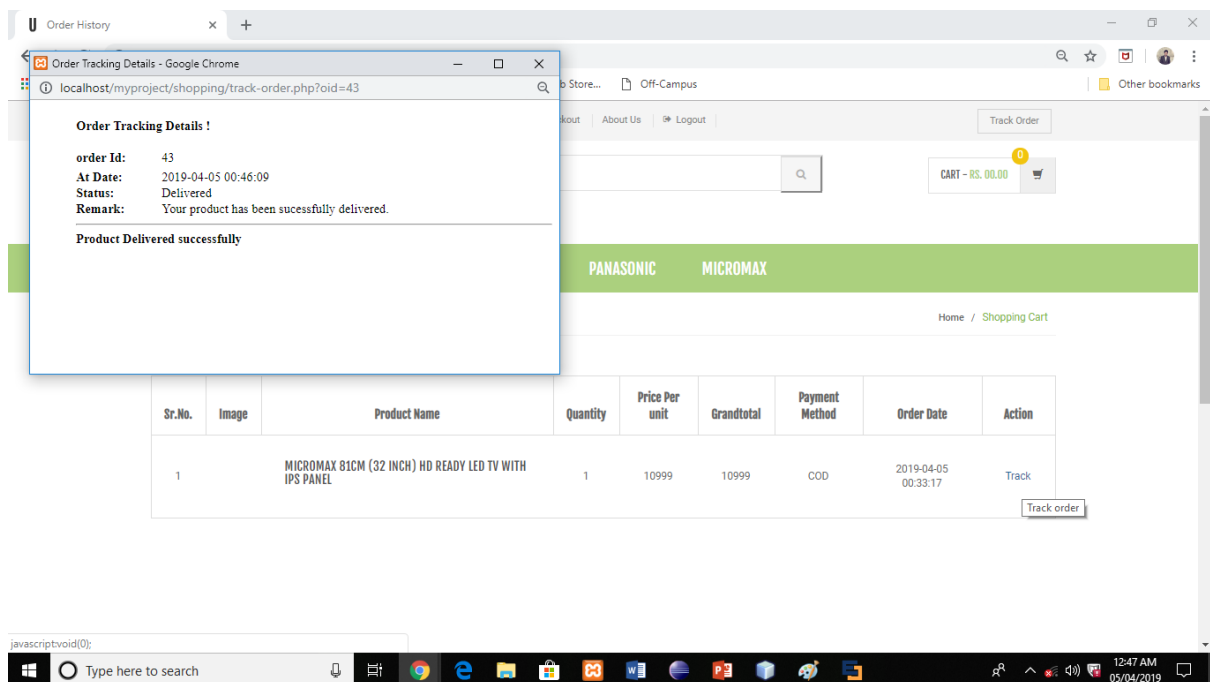 Order History
Order Tracking Details - Google Chrome
localhost/myproject/shopping/track-order.php?oid=43
Order Tracking Details !
order Id: 43
At Date: 2019-04-05 00:46:09
Status: Delivered
Remark: Your product has been sucessfully delivered.
Product Delivered successfully
b Store... Off-Campus Other bookmarks
kout About Us Logout Track Order
0
CART - RS. 00.00
PANASONIC MICROMAX
Home / Shopping Cart
Sr.No. Image Product Name Quantity Price Per unit Grandtotal Payment Method Order Date Action
1 MICROMAX 81CM (32 INCH) HD READY LED TV WITH IPS PANEL 1 10999 10999 COD 2019-04-05 00:33:17 Track
Track order
javascript:void(0);
Type here to search
12:47 AM
05/04/2019